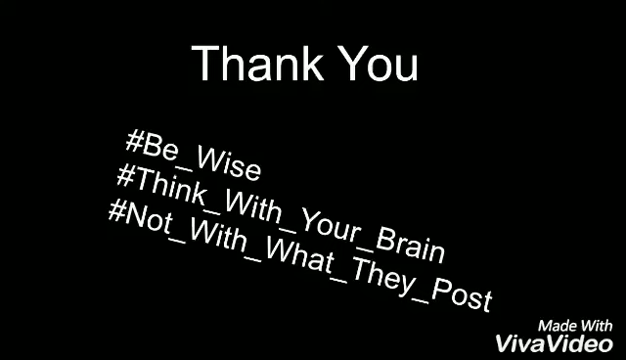 Thank You
#Be_Wise
#Think_With_Your_Brain
#Not_With_What_They_Post
Made With
VivaVideo